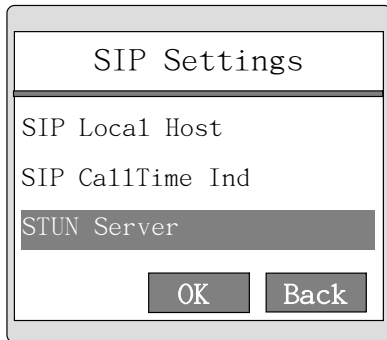 SIP Settings
SIP Local Host
SIP CallTime Ind
STUN Server
OK Back